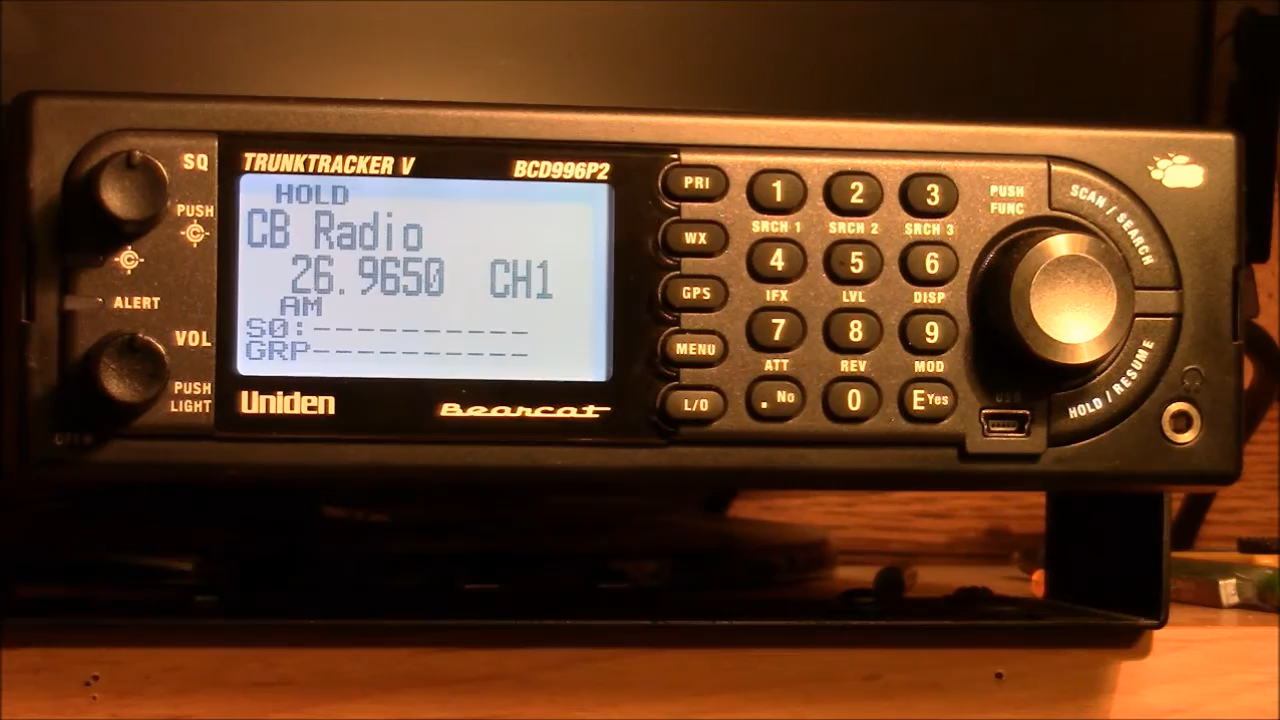 TRUNKTRACKER V BCD996P2
HOLD
CB Radio
26.9650 CH1
AM
S0:------------
GRP------------
Uniden Bearcat
SQ
PUSH
ALERT
VOL
PUSH
LIGHT
PRI
WX
GPS
MENU
L/O
1 2 3
SRCH 1 SRCH 2 SRCH 3
4 5 6
IFX LVL DISP
7 8 9
ATT REV MOD
. No 0 E Yes
PUSH
FUNC
SCAN / SEARCH
HOLD / RESUME
USB